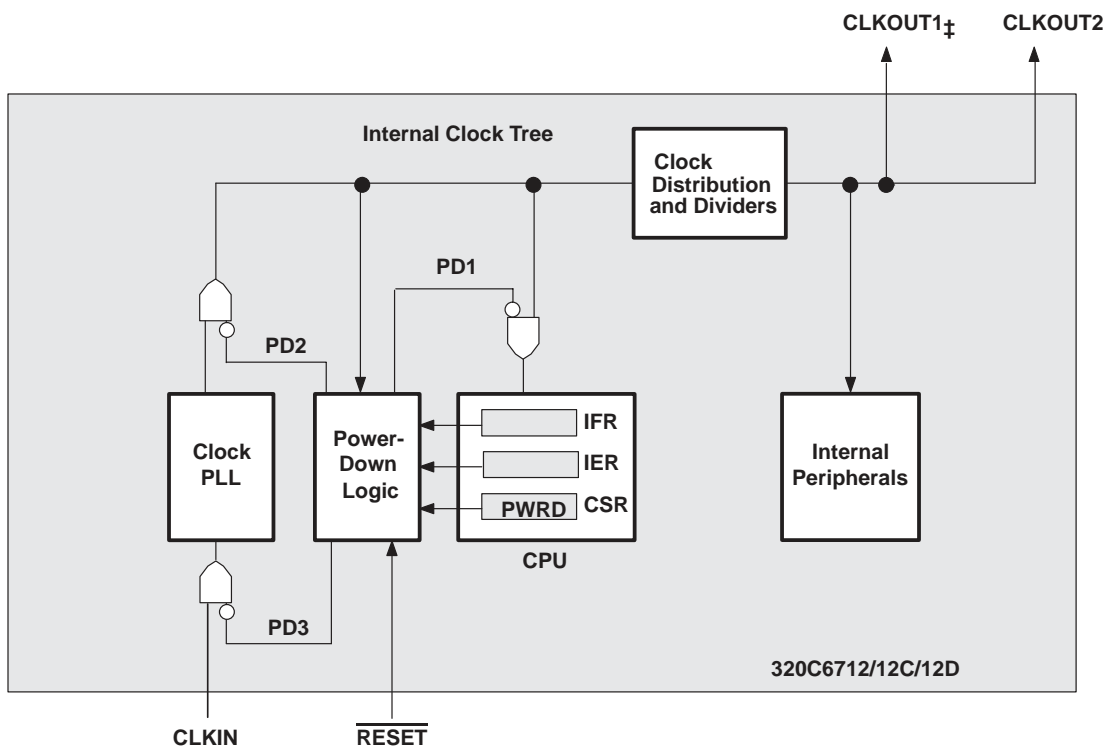 CLKOUT1‡ CLKOUT2
Internal Clock Tree
Clock
Distribution
and Dividers
PD1
PD2
Clock
PLL
Power-
Down
Logic
IFR
IER
PWRD CSR
CPU
Internal
Peripherals
PD3
320C6712/12C/12D
CLKIN
RESET